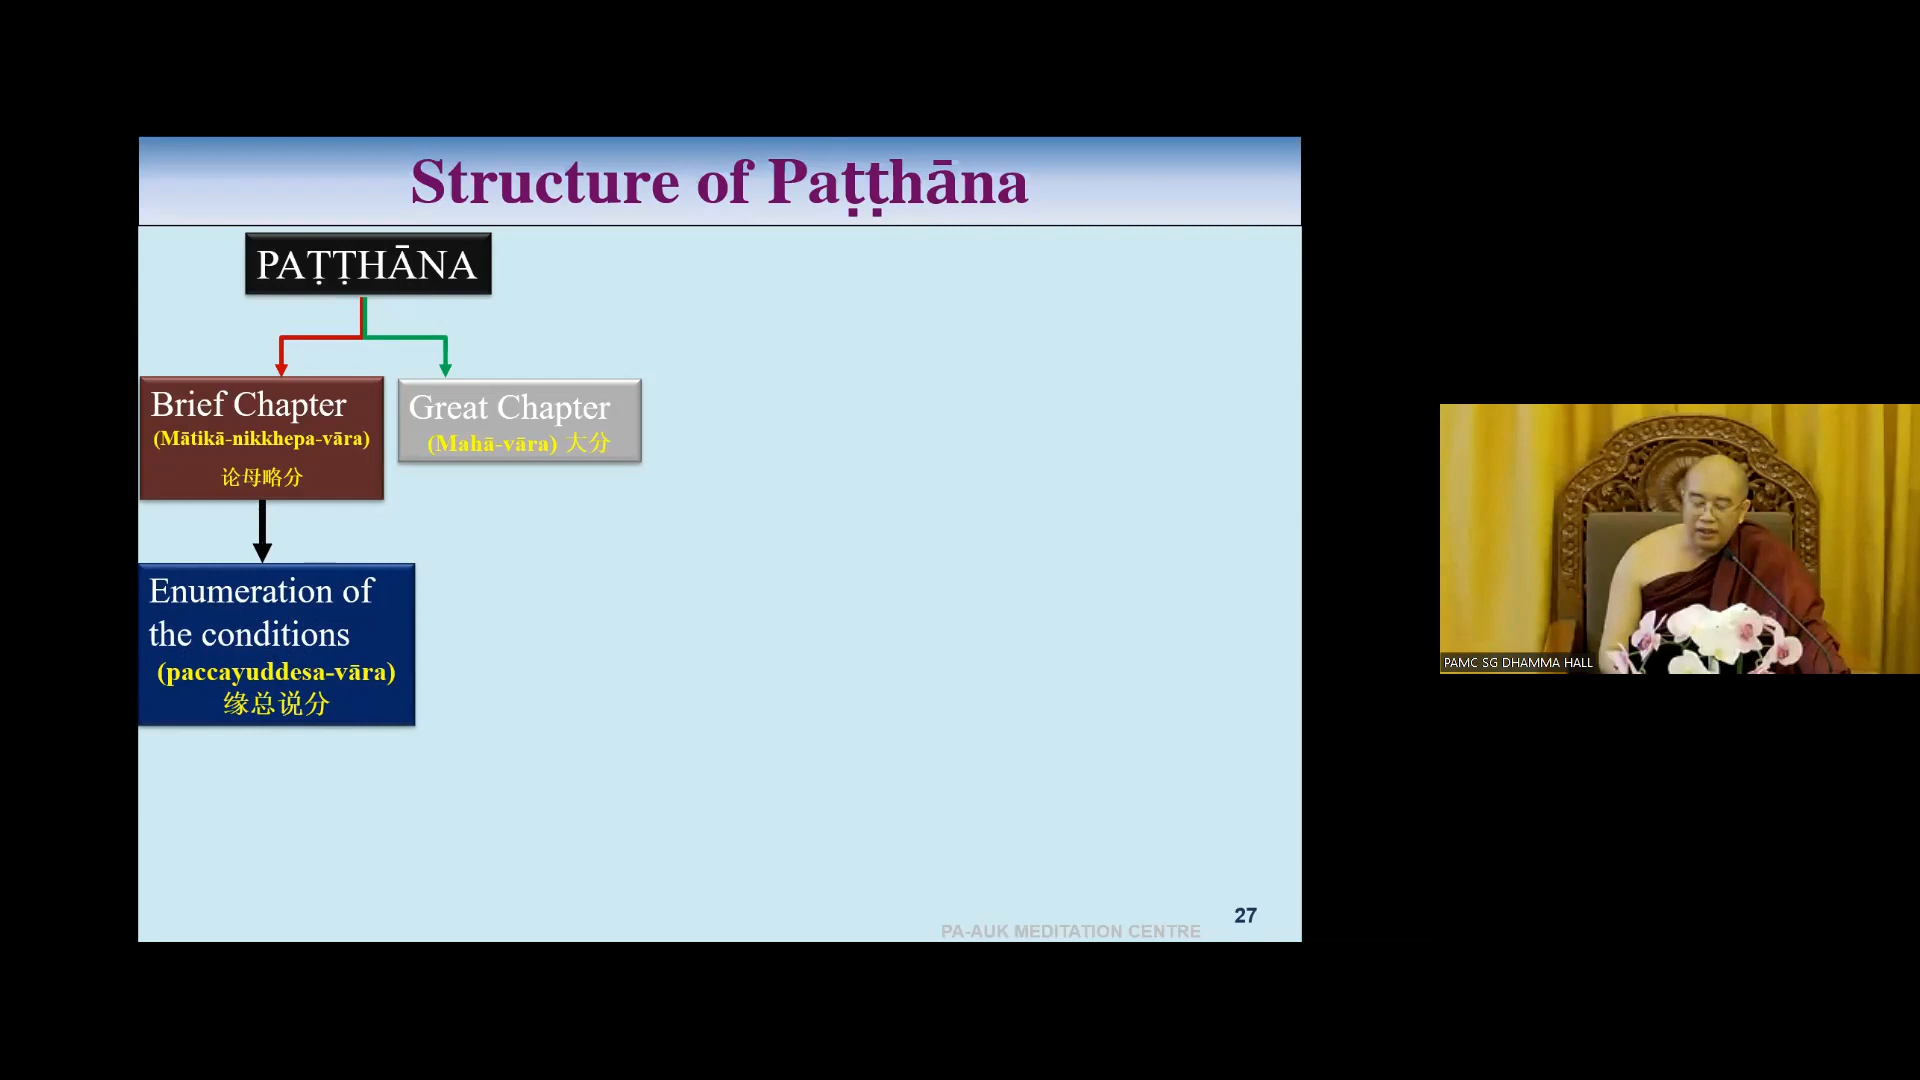 Structure of Paṭṭhāna
PAṬṬHĀNA
Brief Chapter
(Mātikā-nikkhepa-vāra)
论母略分
Great Chapter
(Mahā-vāra) 大分
Enumeration of
the conditions
(paccayuddesa-vāra)
缘总说分
27
PA-AUK MEDITATION CENTRE
PAMC SG DHAMMA HALL